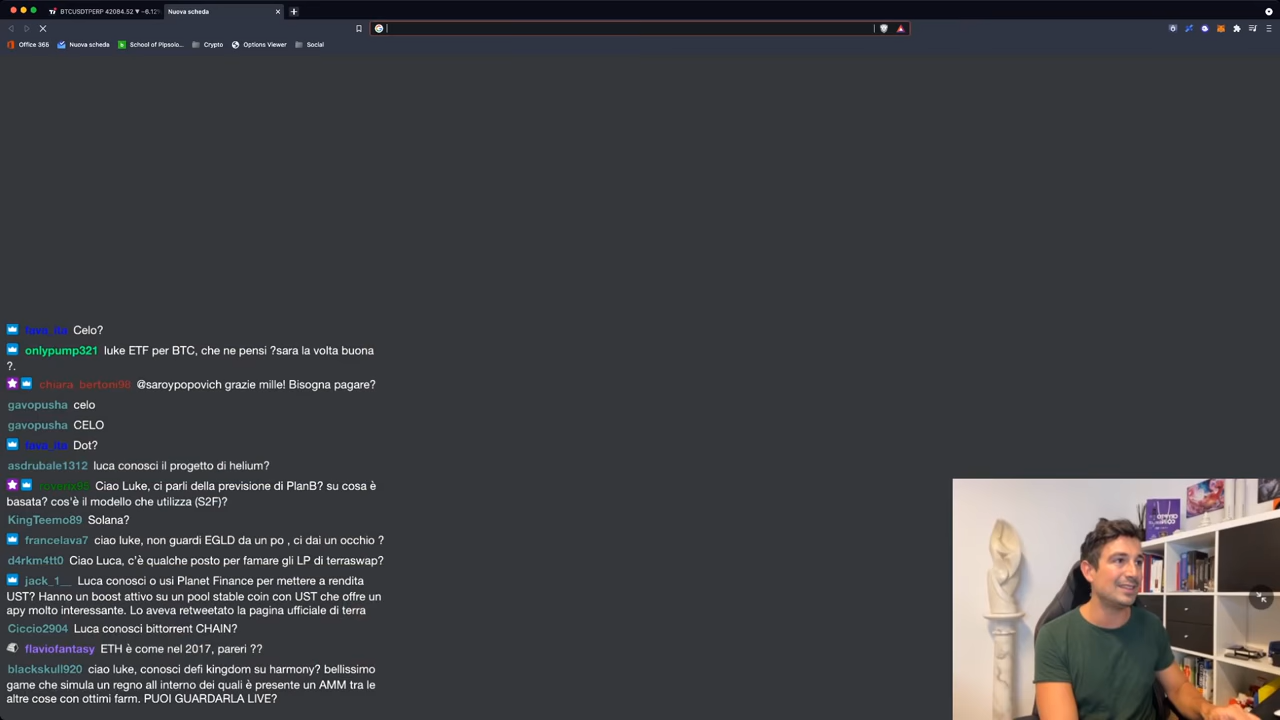 BTCUSDTPERP 42084.52 ▼ −6.12%
Nuova scheda
Office 365
Nuova scheda
School of Pipsolo...
Crypto
Options Viewer
Social
fava_ita Celo?
onlypump321 luke ETF per BTC, che ne pensi ?sara la volta buona
?.
chiara_bertoni98 @saroypopovich grazie mille! Bisogna pagare?
gavopusha celo
gavopusha CELO
fava_ita Dot?
asdrubale1312 luca conosci il progetto di helium?
Ciao Luke, ci parli della previsione di PlanB? su cosa è
basata? cos'è il modello che utilizza (S2F)?
KingTeemo89 Solana?
francelava7 ciao luke, non guardi EGLD da un po , ci dai un occhio ?
d4rkm4tt0 Ciao Luca, c'è qualche posto per famare gli LP di terraswap?
jack_1__ Luca conosci o usi Planet Finance per mettere a rendita
UST? Hanno un boost attivo su un pool stable coin con UST che offre un
apy molto interessante. Lo aveva retweetato la pagina ufficiale di terra
Ciccio2904 Luca conosci bittorrent CHAIN?
flaviofantasy ETH è come nel 2017, pareri ??
blackskull920 ciao luke, conosci defi kingdom su harmony? bellissimo
game che simula un regno all interno dei quali è presente un AMM tra le
altre cose con ottimi farm. PUOI GUARDARLA LIVE?